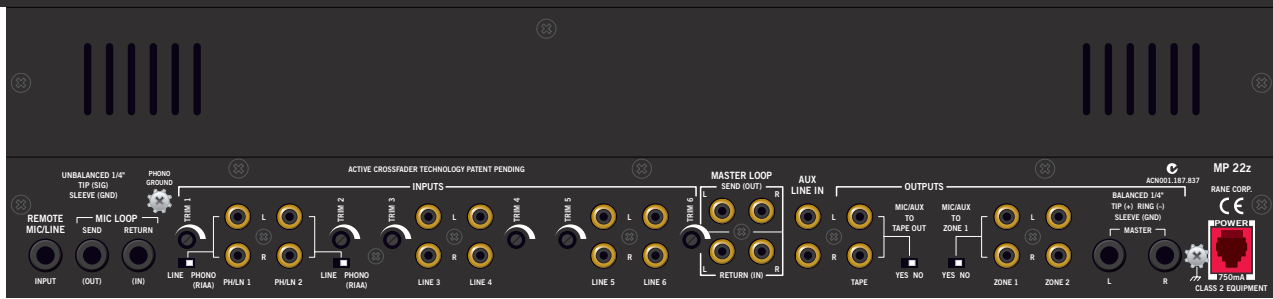 UNBALANCED 1/4"
TIP (SIG)
SLEEVE (GND)
PHONO
GROUND
ACTIVE CROSSFADER TECHNOLOGY PATENT PENDING
INPUTS
MASTER LOOP
SEND (OUT)
L
R
L
R
RETURN (IN)
AUX
LINE IN
OUTPUTS
ACN001.187.837
MP 22z
RANE CORP.
CE
BALANCED 1/4"
TIP (+) RING (–)
SLEEVE (GND)
MASTER
L
R
POWER
750mA
CLASS 2 EQUIPMENT
REMOTE
MIC/LINE
INPUT
MIC LOOP
SEND
RETURN
(OUT)
(IN)
TRIM 1
LINE PHONO
(RIAA)
L
R
PH/LN 1
PH/LN 2
TRIM 2
LINE PHONO
(RIAA)
TRIM 3
L
R
LINE 3
LINE 4
TRIM 4
TRIM 5
L
R
LINE 5
LINE 6
TRIM 6
L
R
TAPE
MIC/AUX
TO
TAPE OUT
YES NO
MIC/AUX
TO
ZONE 1
YES NO
L
R
ZONE 1
ZONE 2